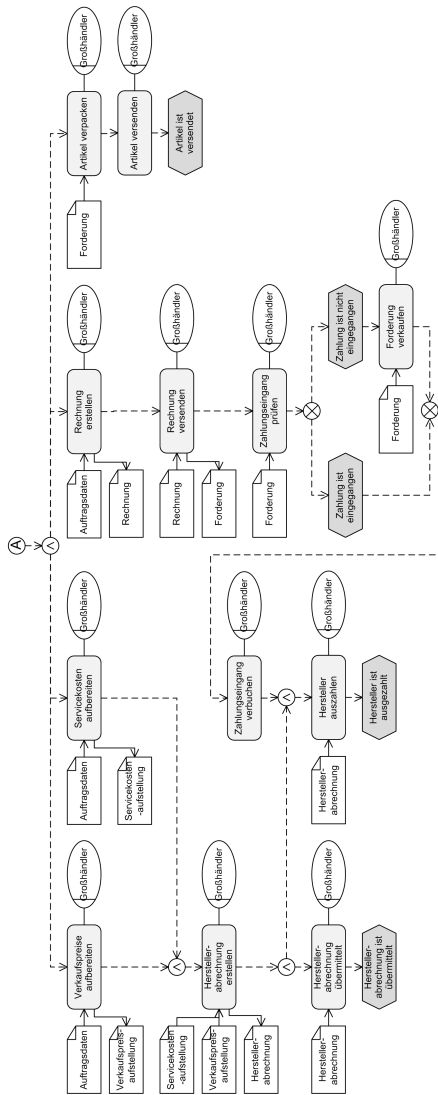 A
Verkaufspreise
aufbereiten
Großhändler
Auftragsdaten
Verkaufspreis-
aufstellung
Servicekosten
aufbereiten
Großhändler
Auftragsdaten
Servicekosten
-aufstellung
Hersteller-
abrechnung
erstellen
Großhändler
Servicekosten
-aufstellung
Verkaufspreis-
aufstellung
Hersteller-
abrechnung
Hersteller-
abrechnung
übermittelt
Großhändler
Hersteller-
abrechnung
Hersteller-
abrechnung ist
übermittelt
Zahlungseingang
verbuchen
Großhändler
Hersteller
auszahlen
Großhändler
Hersteller-
abrechnung
Hersteller ist
ausgezahlt
Rechnung
erstellen
Großhändler
Auftragsdaten
Rechnung
Rechnung
versenden
Großhändler
Rechnung
Forderung
Zahlungseingang
prüfen
Großhändler
Forderung
Zahlung ist
eingegangen
Zahlung ist nicht
eingegangen
Forderung
verkaufen
Großhändler
Forderung
Artikel verpacken
Großhändler
Forderung
Artikel versenden
Großhändler
Artikel ist
versendet